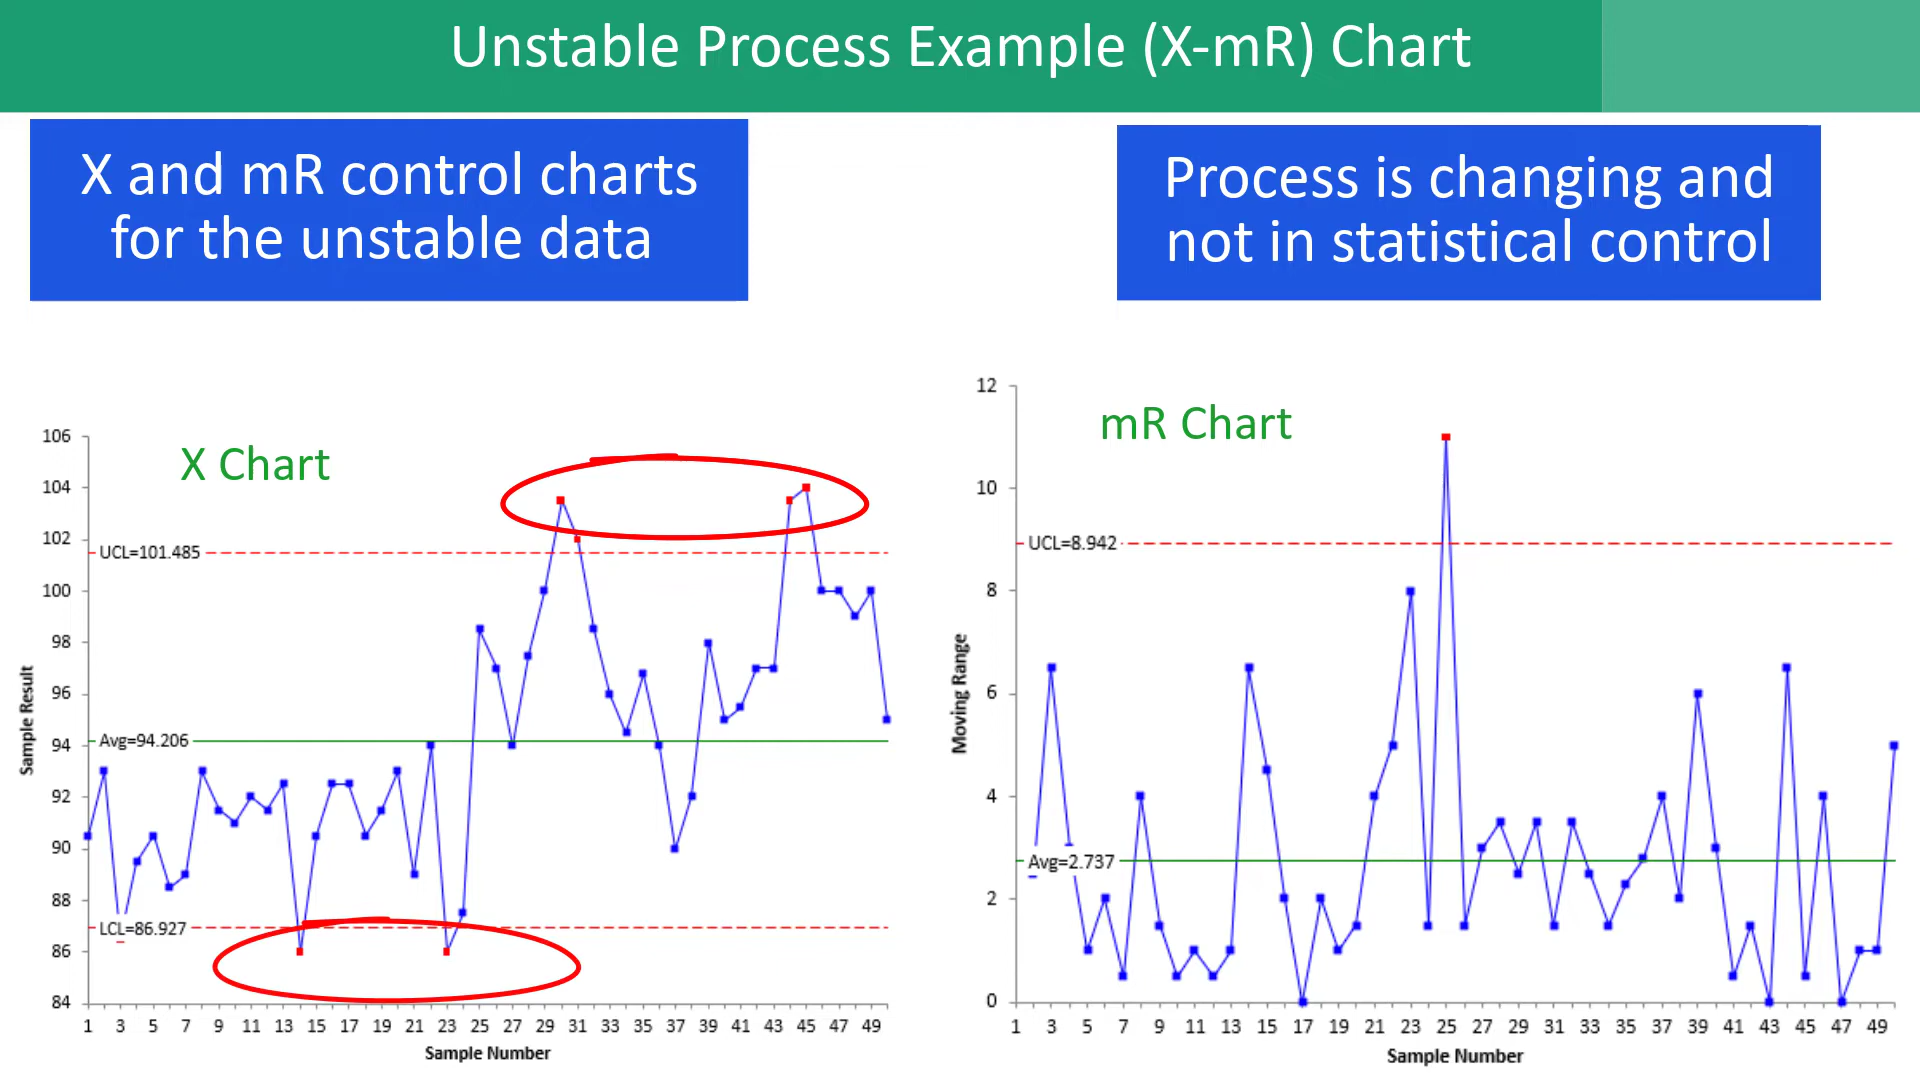 Unstable Process Example (X-mR) Chart
X and mR control charts
for the unstable data
Process is changing and
not in statistical control
X Chart
106
104
102
100
98
96
94
92
90
88
86
84
UCL=101.485
Avg=94.206
LCL=86.927
Sample Result
1 3 5 7 9 11 13 15 17 19 21 23 25 27 29 31 33 35 37 39 41 43 45 47 49
Sample Number
mR Chart
12
10
8
6
4
2
0
UCL=8.942
Avg=2.737
Moving Range
1 3 5 7 9 11 13 15 17 19 21 23 25 27 29 31 33 35 37 39 41 43 45 47 49
Sample Number